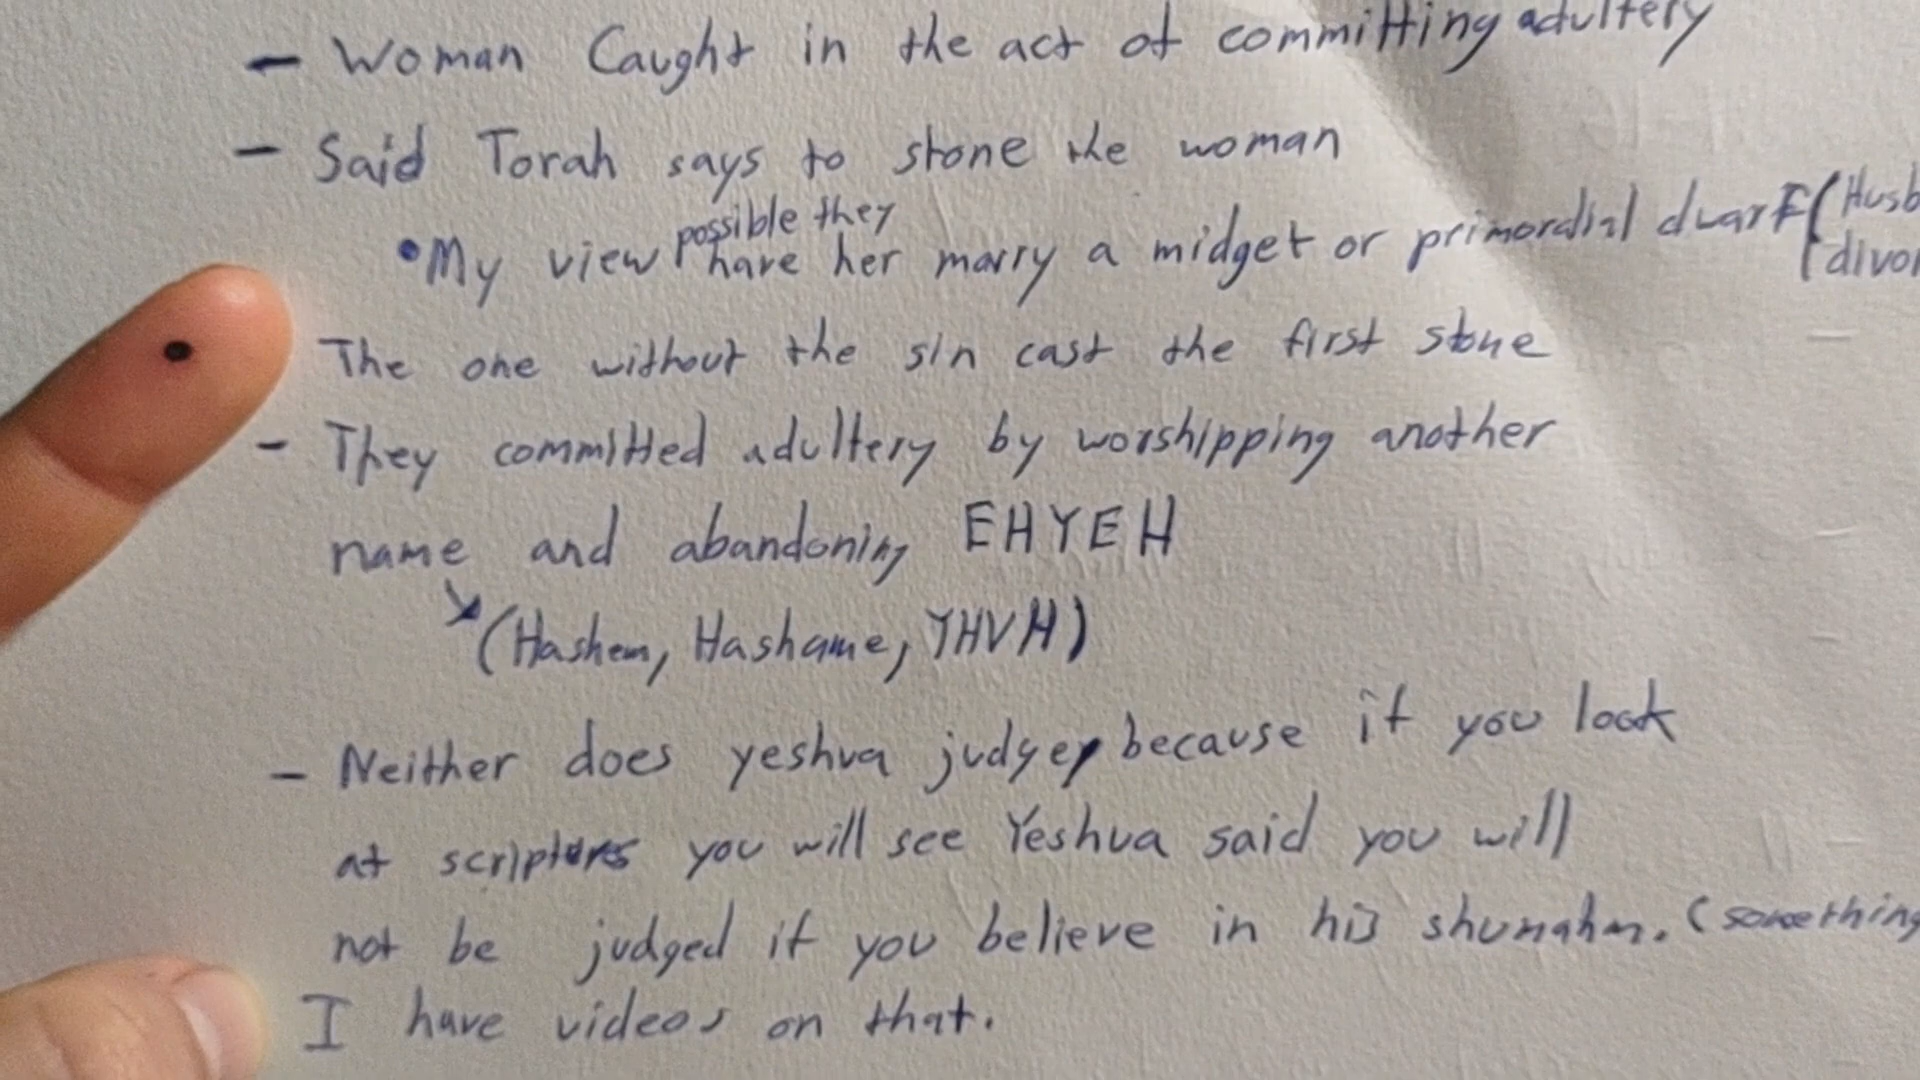 - Woman Caught in the act of committing adultery
- Said Torah says to stone the woman
possible they
• My view have her marry a midget or primordial dwarf (Husb
divor
The one without the sin cast the first stone
- They committed adultery by worshipping another
name and abandoning EHYEH
(Hashem, Hashame, YHVH)
- Neither does yeshua judge, because if you look
at scriptures you will see Yeshua said you will
not be judged if you believe in his shunahm. (something
I have videos on that.